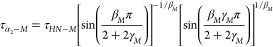 τ_{α₂−M} = τ_{HN−M} [sin(β_M π / (2 + 2γ_M))]^{−1/β_M} [sin(β_M γ_M π / (2 + 2γ_M))]^{1/β_M}